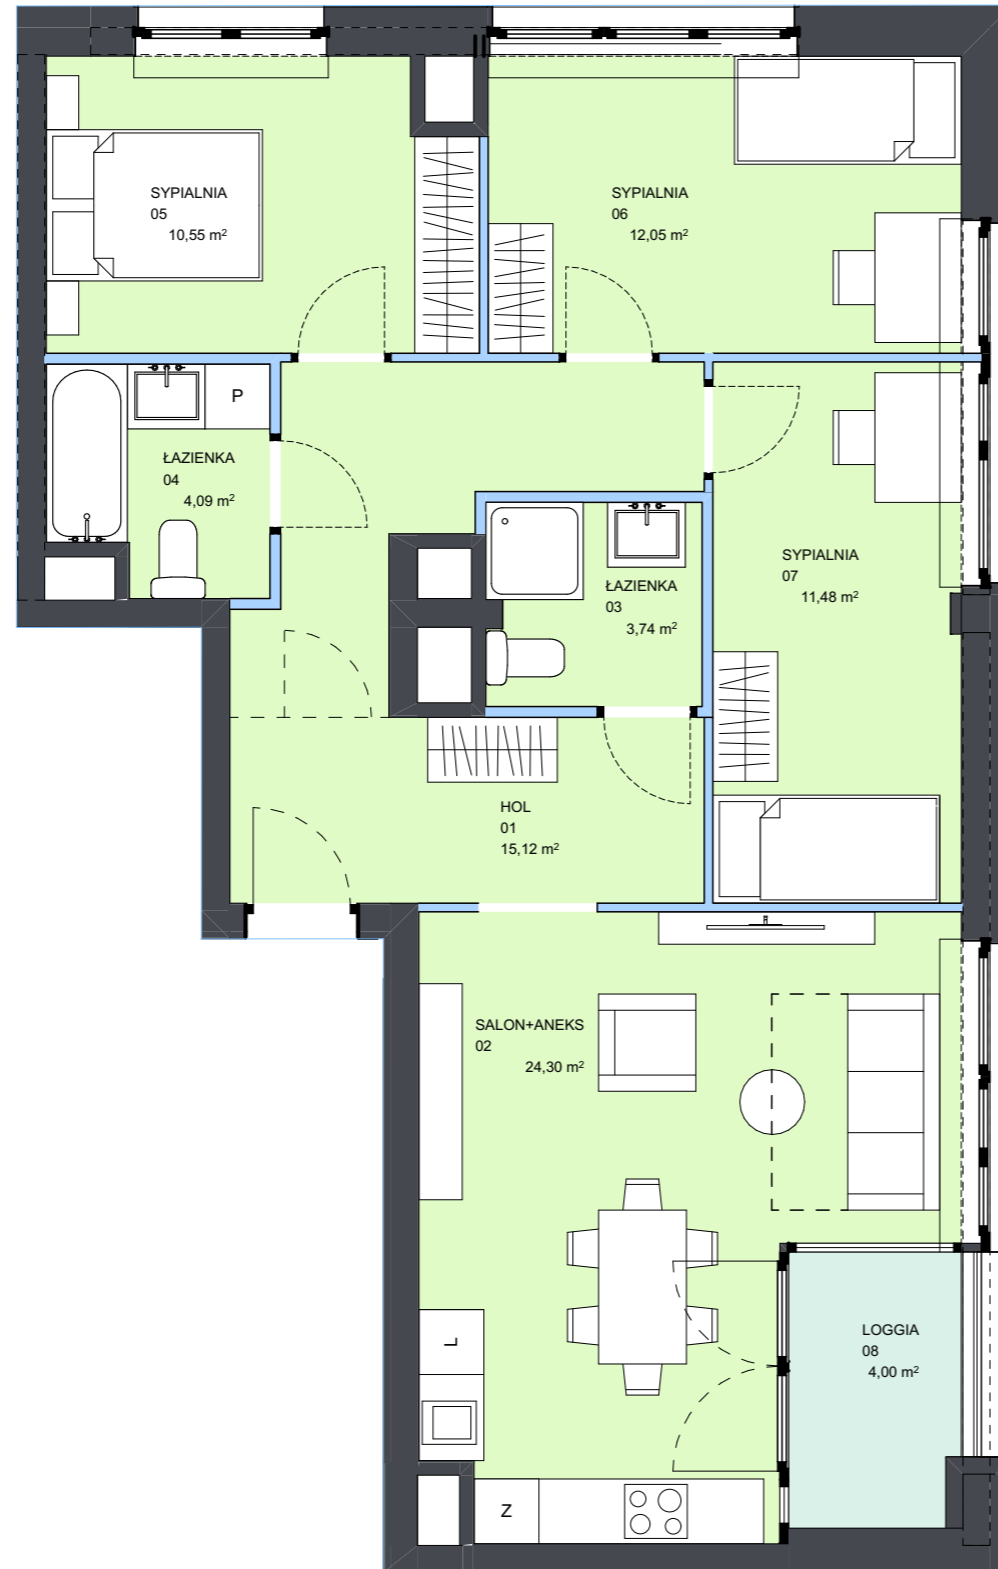 SYPIALNIA
05
10,55 m²
SYPIALNIA
06
12,05 m²
P
ŁAZIENKA
04
4,09 m²
SYPIALNIA
07
11,48 m²
ŁAZIENKA
03
3,74 m²
HOL
01
15,12 m²
SALON+ANEKS
02
24,30 m²
L
LOGGIA
08
4,00 m²
Z